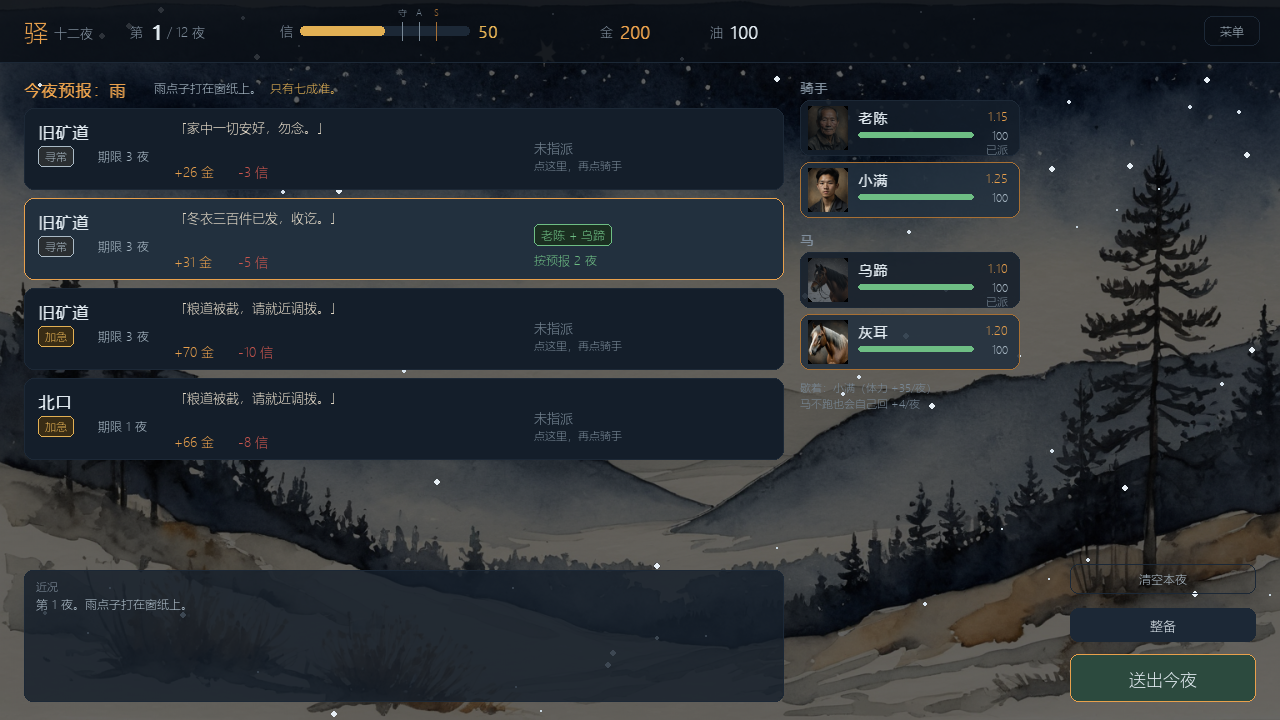 驿 十二夜 第 1 / 12 夜 信 守 A S 50 金 200 油 100 菜单
今夜预报：雨 雨点子打在窗纸上。 只有七成准。
旧矿道 「家中一切安好，勿念。」
寻常 期限 3 夜 +26 金 -3 信
未指派
点这里，再点骑手
旧矿道 「冬衣三百件已发，收讫。」
寻常 期限 3 夜 +31 金 -5 信
老陈 + 乌蹄
按预报 2 夜
旧矿道 「粮道被截，请就近调拨。」
加急 期限 3 夜 +70 金 -10 信
未指派
点这里，再点骑手
北口 「粮道被截，请就近调拨。」
加急 期限 1 夜 +66 金 -8 信
未指派
点这里，再点骑手
近况
第 1 夜。雨点子打在窗纸上。
骑手
老陈 1.15
100
已派
小满 1.25
100
马
乌蹄 1.10
100
已派
灰耳 1.20
100
歇着：小满（体力 +35/夜）
马不跑也会自己回 +4/夜
清空本夜
整备
送出今夜